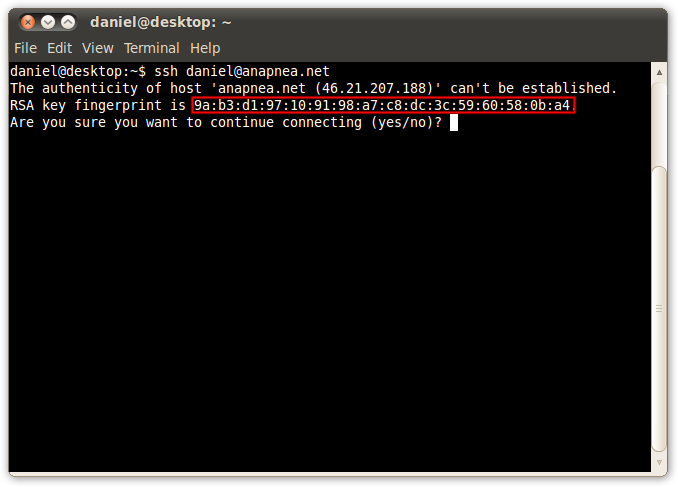 daniel@desktop: ~
File Edit View Terminal Help
daniel@desktop:~$ ssh daniel@anapnea.net
The authenticity of host 'anapnea.net (46.21.207.188)' can't be established.
RSA key fingerprint is 9a:b3:d1:97:10:91:98:a7:c8:dc:3c:59:60:58:0b:a4.
Are you sure you want to continue connecting (yes/no)?